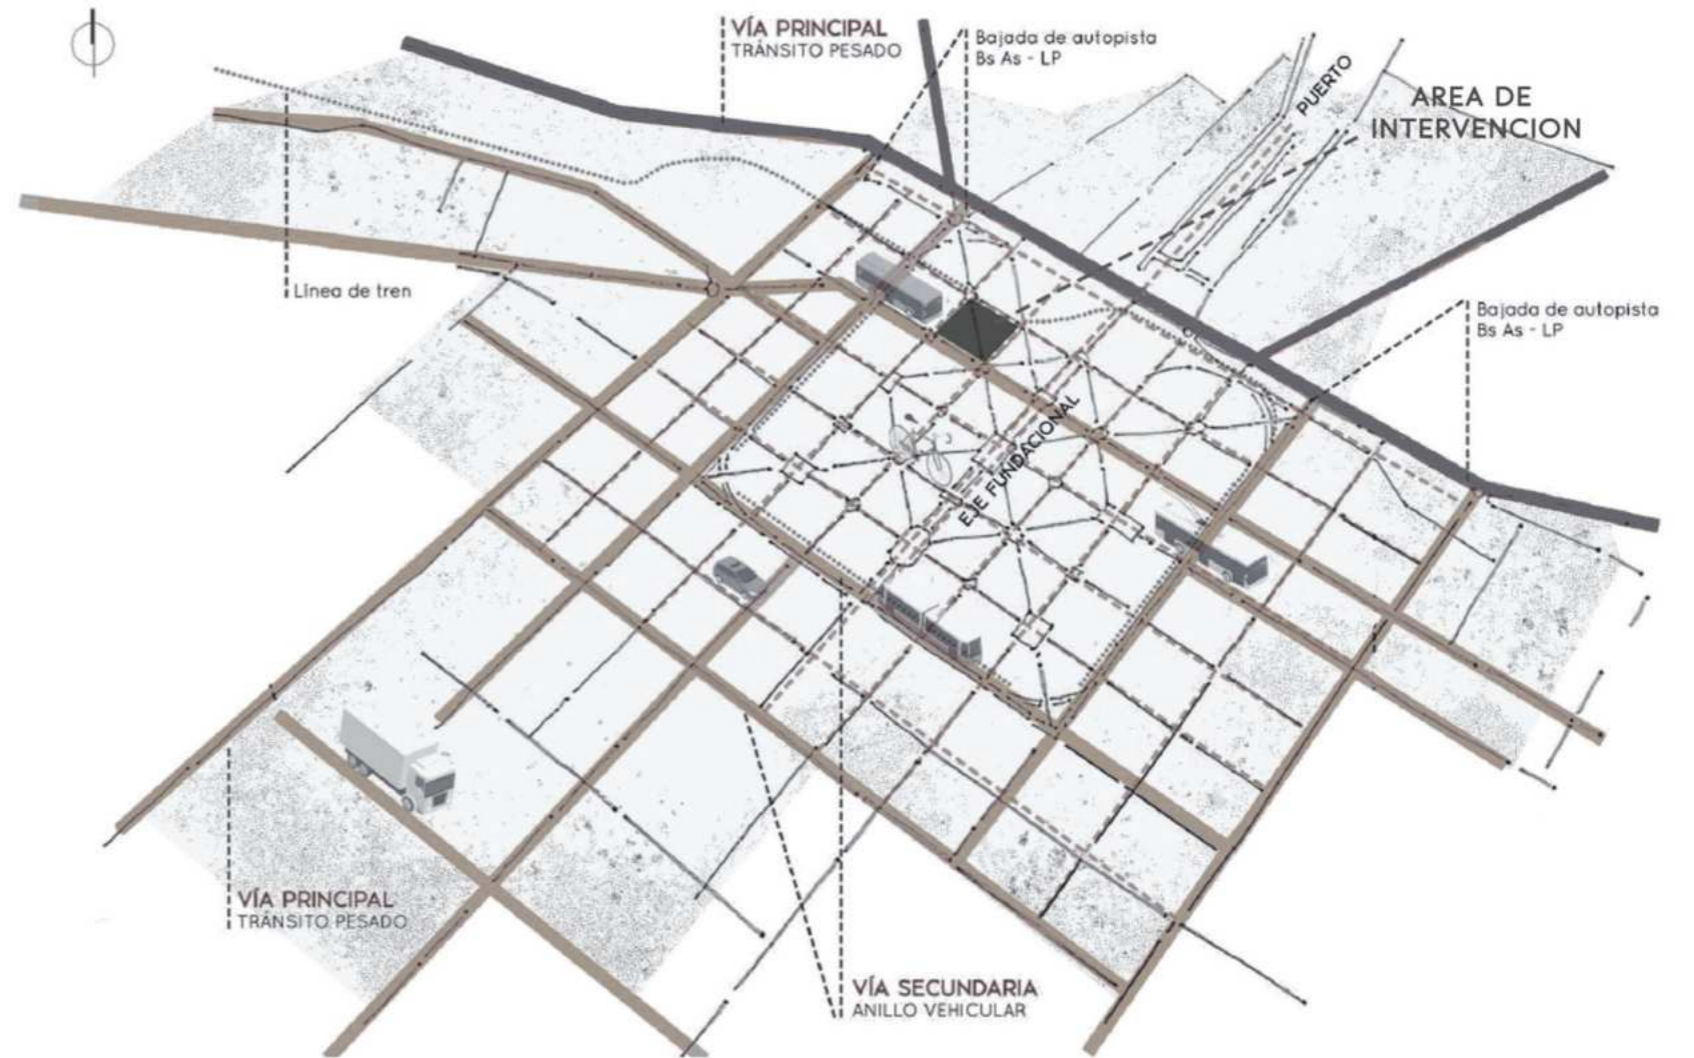 VÍA PRINCIPAL
TRÁNSITO PESADO
Bajada de autopista
Bs As - LP
PUERTO
AREA DE
INTERVENCION
Línea de tren
Bajada de autopista
Bs As - LP
EJE FUNDACIONAL
VÍA PRINCIPAL
TRÁNSITO PESADO
VÍA SECUNDARIA
ANILLO VEHICULAR